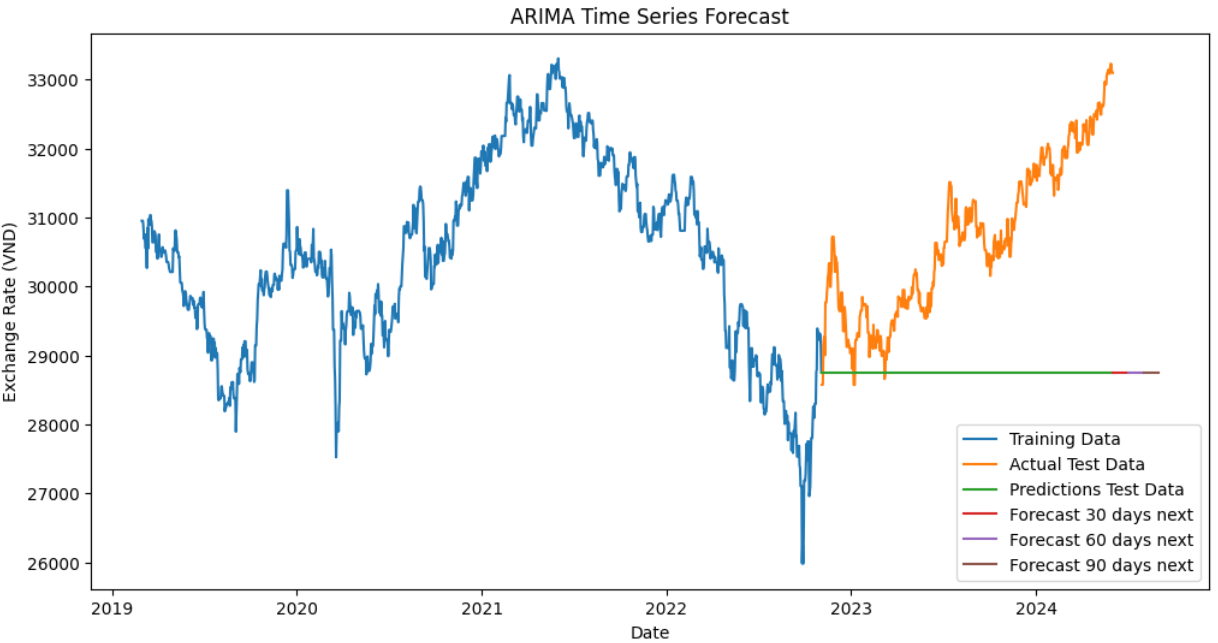 ARIMA Time Series Forecast
Exchange Rate (VND)
33000
32000
31000
30000
29000
28000
27000
26000
2019
2020
2021
2022
2023
2024
Date
Training Data
Actual Test Data
Predictions Test Data
Forecast 30 days next
Forecast 60 days next
Forecast 90 days next